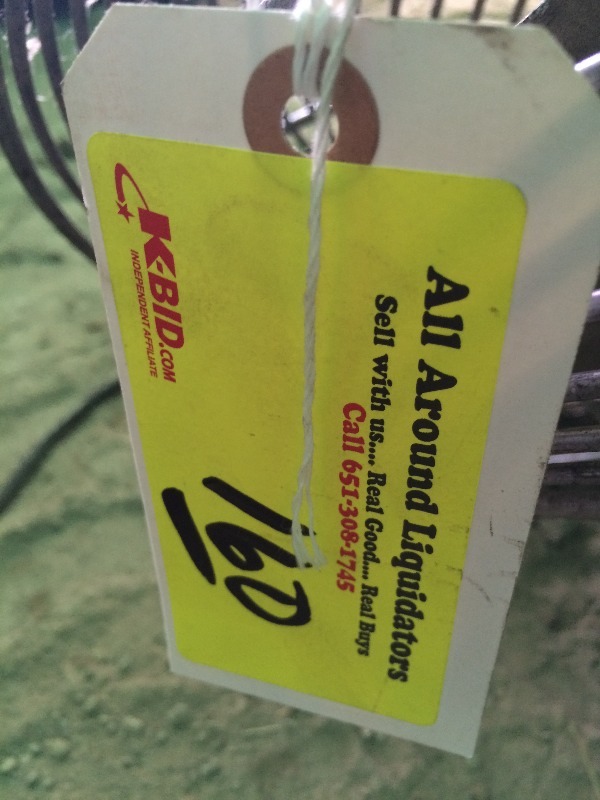 All Around Liquidators
Sell with us.... Real Good.... Real Buys
Call 651-308-1745
160
K-BID.COM
INDEPENDENT AFFILIATE